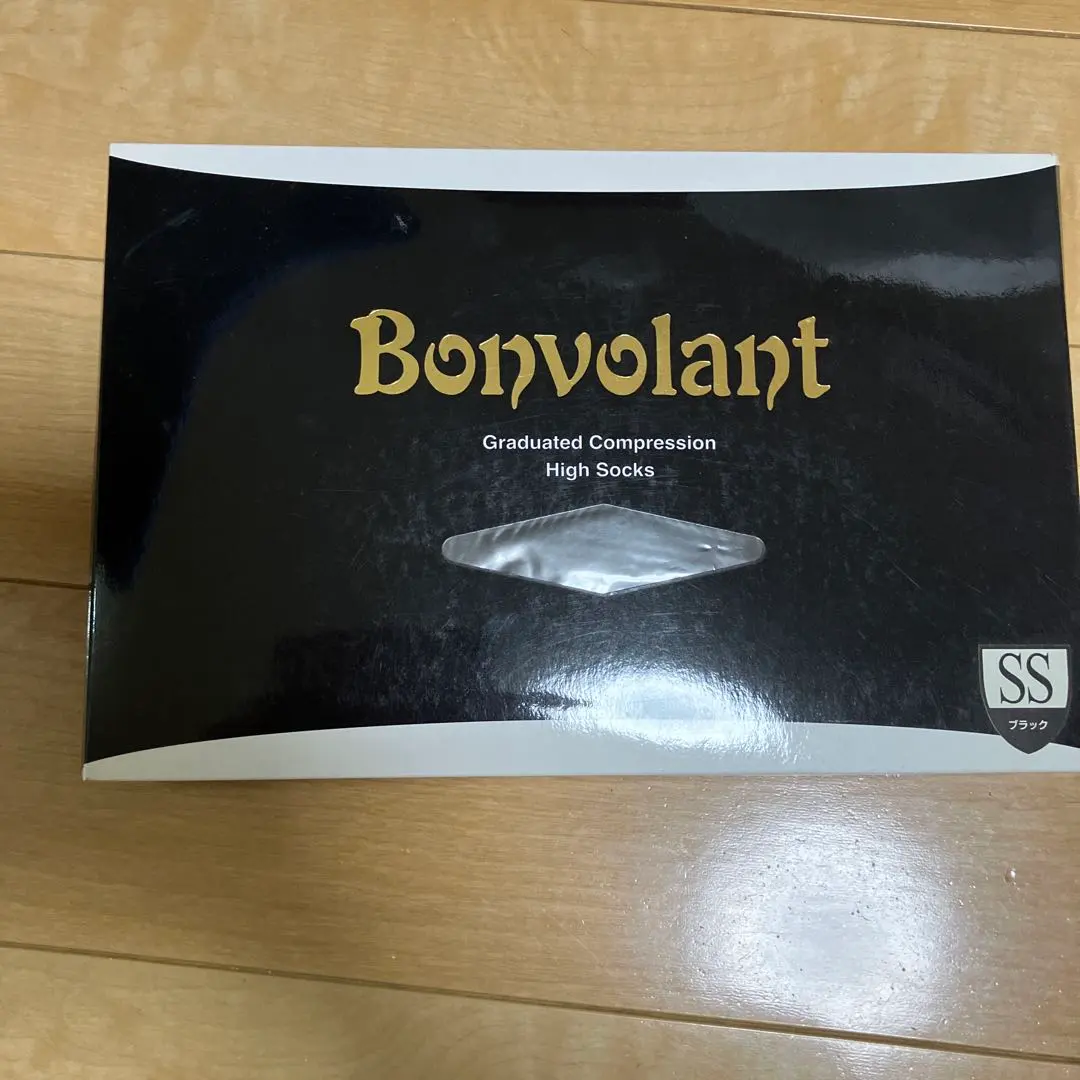 Bonvolant
Graduated Compression
High Socks
SS
ブラック